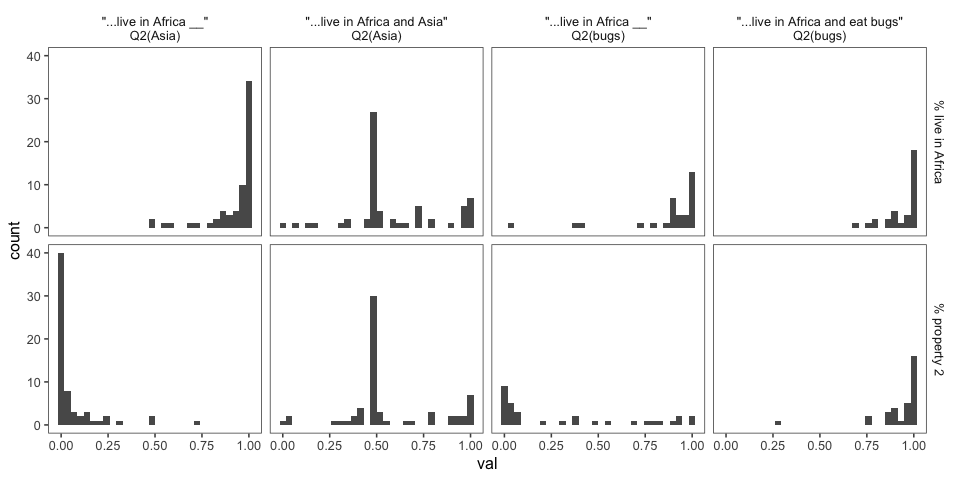 "...live in Africa __"
Q2(Asia)
"...live in Africa and Asia"
Q2(Asia)
"...live in Africa __"
Q2(bugs)
"...live in Africa and eat bugs"
Q2(bugs)
40
30
20
10
0
% live in Africa
count
40
30
20
10
0
% property 2
0.00 0.25 0.50 0.75 1.00
0.00 0.25 0.50 0.75 1.00
0.00 0.25 0.50 0.75 1.00
0.00 0.25 0.50 0.75 1.00
val